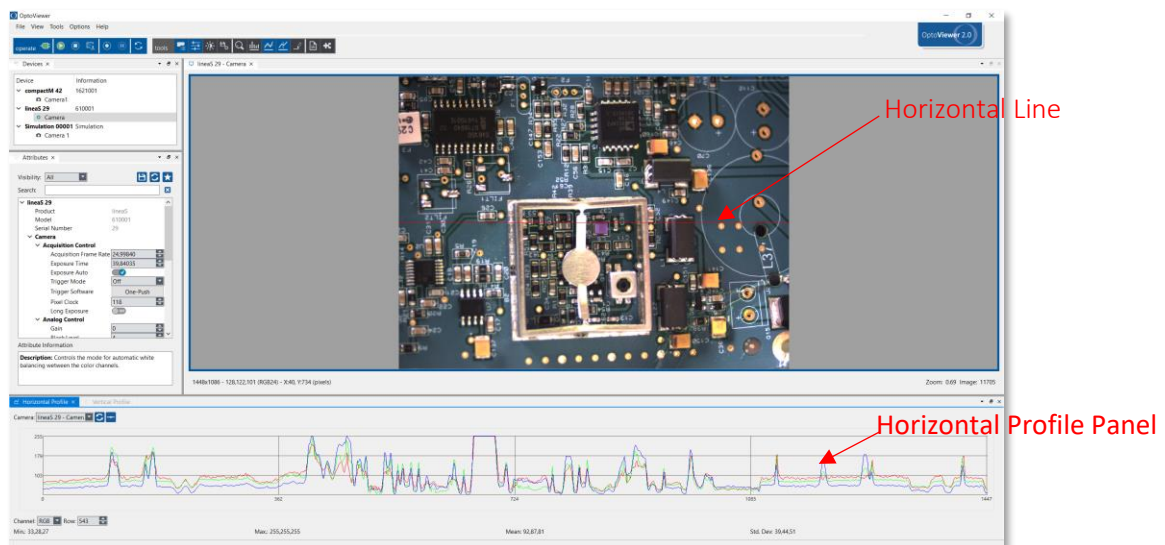 OptoViewer
File View Tools Options Help
OptoViewer 2.0
operate
tools
Devices
lineaS 29 - Camera
Device Information
compactM 42 1621001
Camera1
lineaS 29 610001
Camera
Simulation 00001 Simulation
Camera 1
Attributes
Visibility: All
Search:
lineaS 29
Product lineaS
Model 610001
Serial Number 29
Camera
Acquisition Control
Acquisition Frame Rate 24,99840
Exposure Time 39,84035
Exposure Auto
Trigger Mode Off
Trigger Software One-Push
Pixel Clock 118
Long Exposure
Analog Control
Gain 0
Attribute Information
Description: Controls the mode for automatic white
balancing wetween the color channels.
Horizontal Line
1448x1086 - 128,122,101 (RGB24) - X:40, Y:734 (pixels)
Zoom: 0.69 Image: 11705
Horizontal Profile
Vertical Profile
Camera: lineaS 29 - Camer
Horizontal Profile Panel
255
179
103
0
362
724
1085
1447
Channel: RGB Row: 543
Min.: 33,28,27
Max.: 255,255,255
Mean: 92,87,81
Std. Dev: 39,44,51